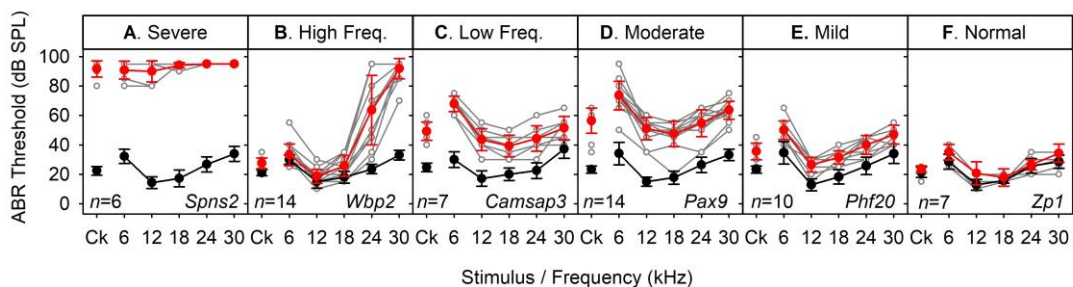 A. Severe B. High Freq. C. Low Freq. D. Moderate E. Mild F. Normal
ABR Threshold (dB SPL)
100
80
60
40
20
0
n=6 Spns2 n=14 Wbp2 n=7 Camsap3 n=14 Pax9 n=10 Phf20 n=7 Zp1
Ck 6 12 18 24 30 Ck 6 12 18 24 30 Ck 6 12 18 24 30 Ck 6 12 18 24 30 Ck 6 12 18 24 30 Ck 6 12 18 24 30
Stimulus / Frequency (kHz)